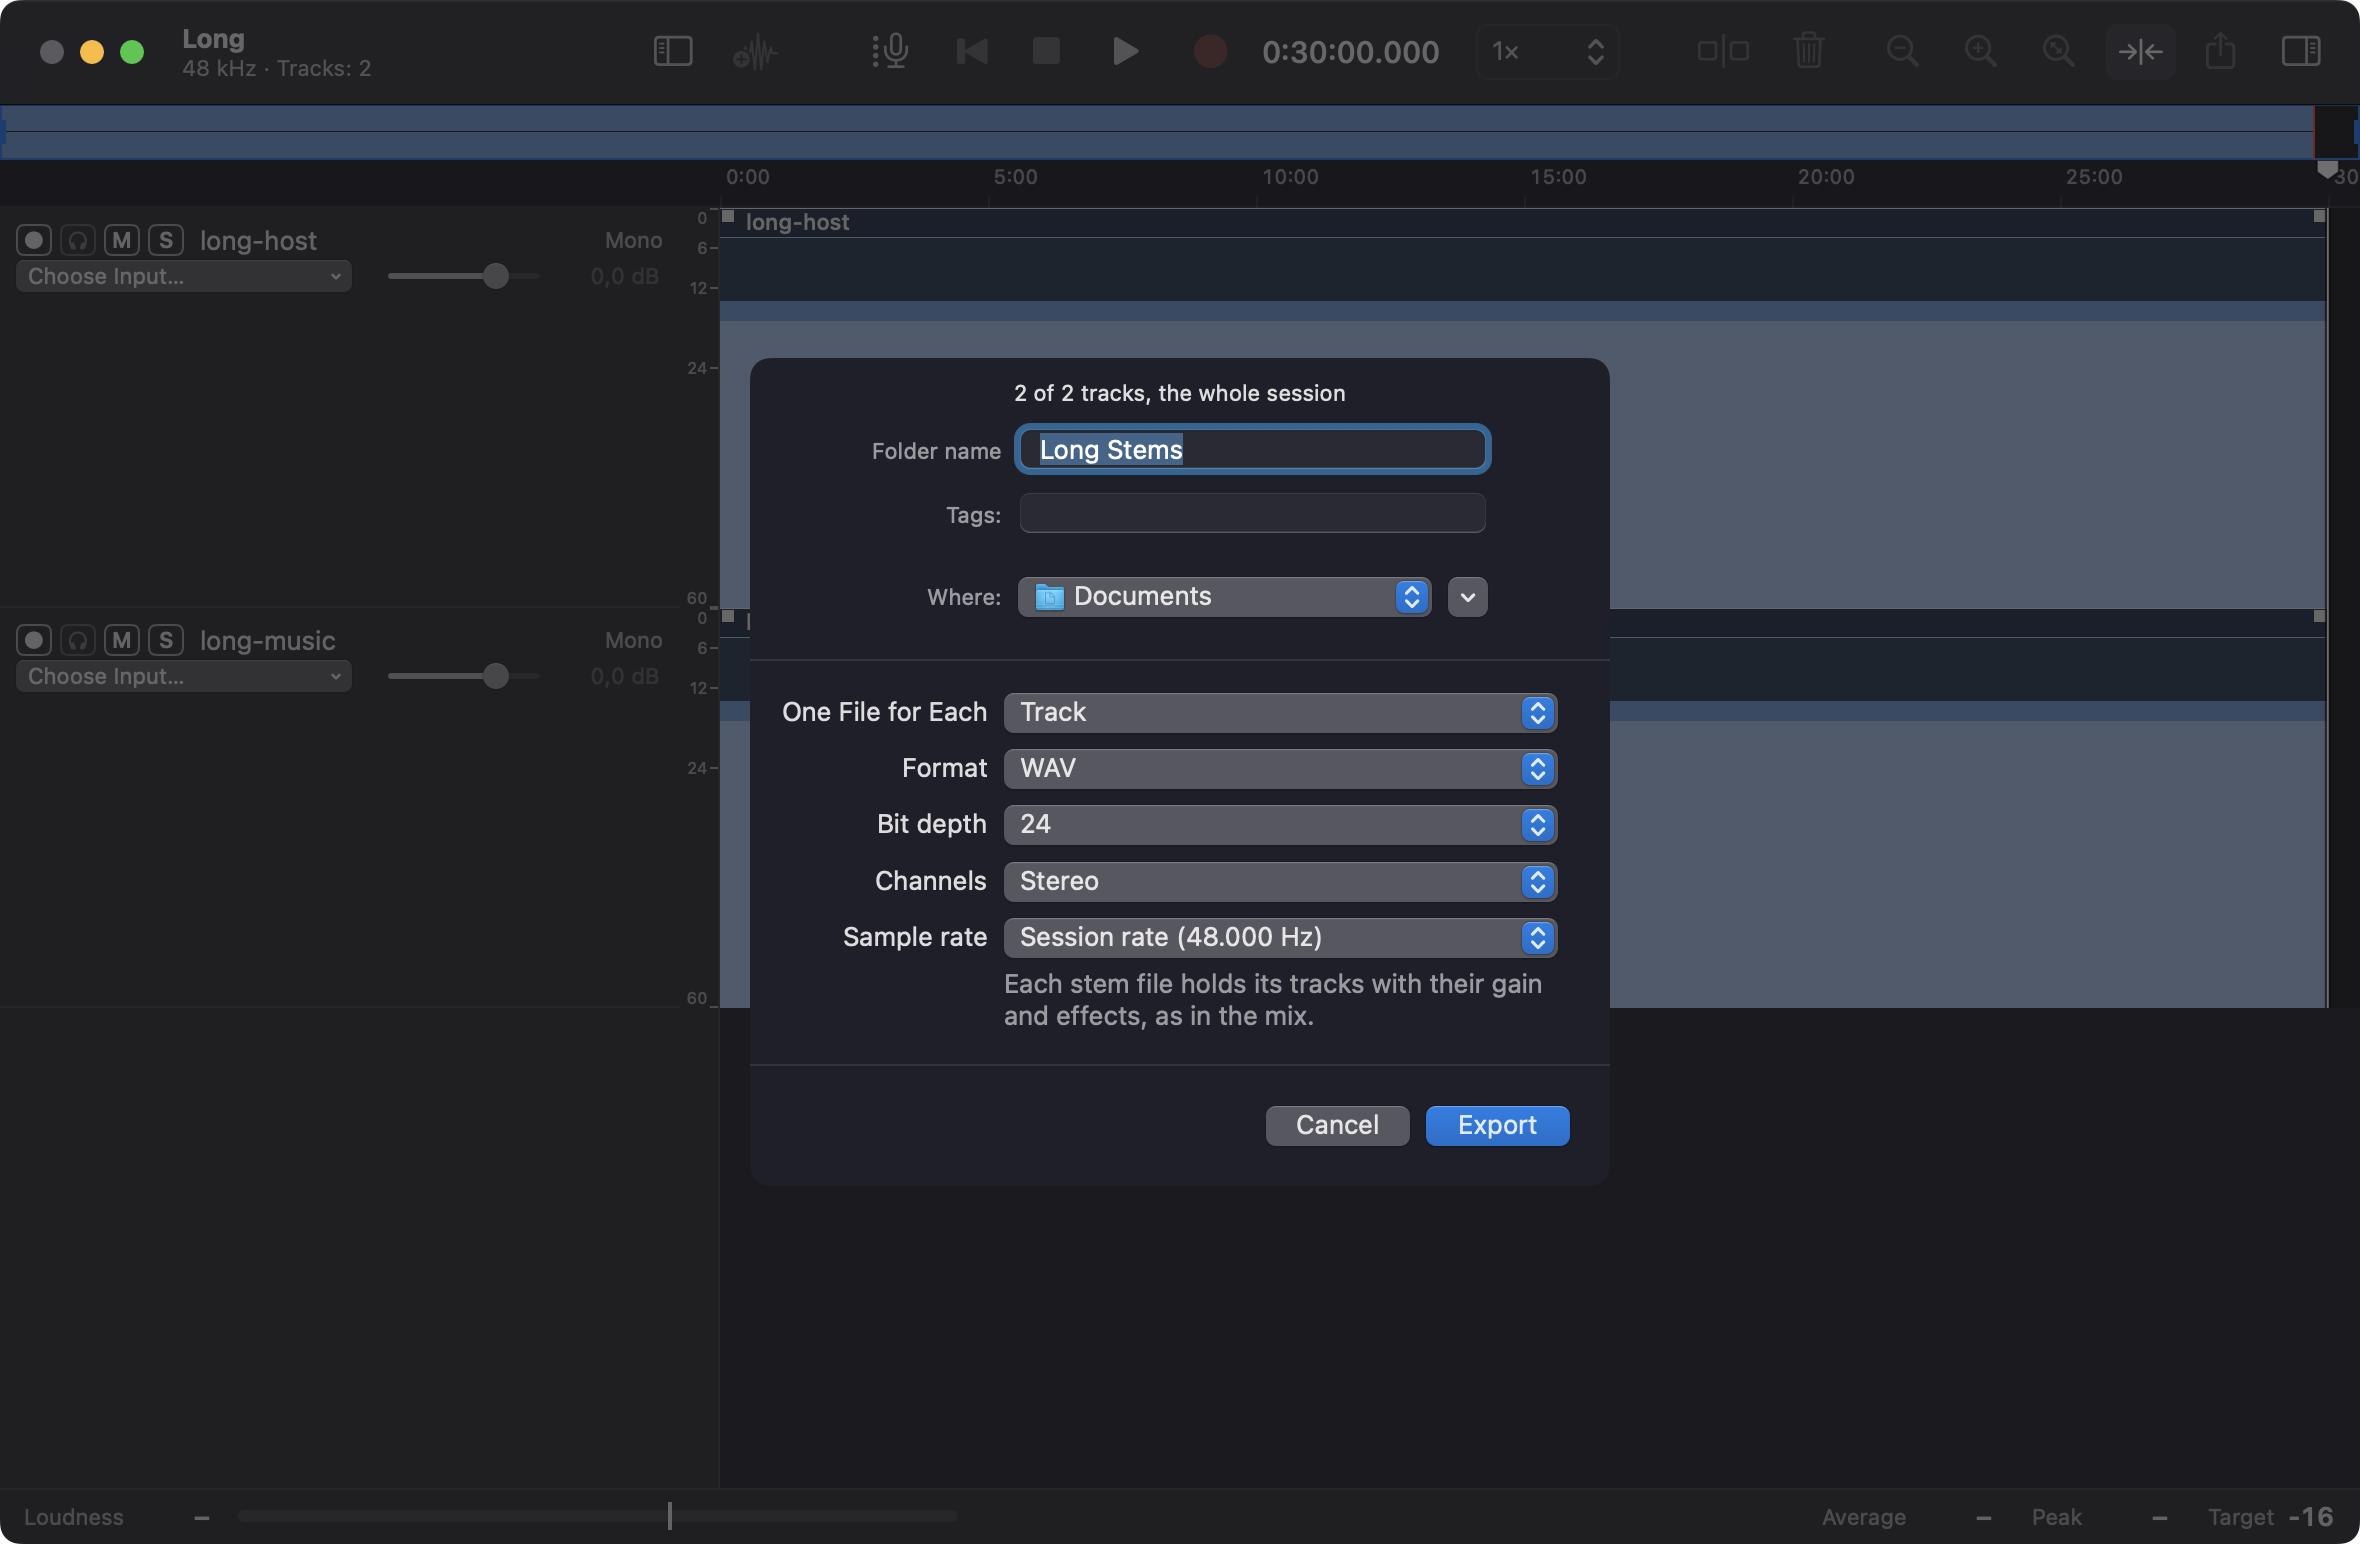 Long
48 kHz · Tracks: 2
0:30:00.000
1×
0:00
5:00
10:00
15:00
20:00
25:00
30
M
S
long-host
Mono
Choose Input...
0,0 dB
0
6
12
24
60
long-host
M
S
long-music
Mono
Choose Input...
0,0 dB
0
6
12
24
60
2 of 2 tracks, the whole session
Folder name
Long Stems
Tags:
Where:
Documents
One File for Each
Track
Format
WAV
Bit depth
24
Channels
Stereo
Sample rate
Session rate (48.000 Hz)
Each stem file holds its tracks with their gain
and effects, as in the mix.
Cancel
Export
Loudness
–
Average
–
Peak
–
Target
-16